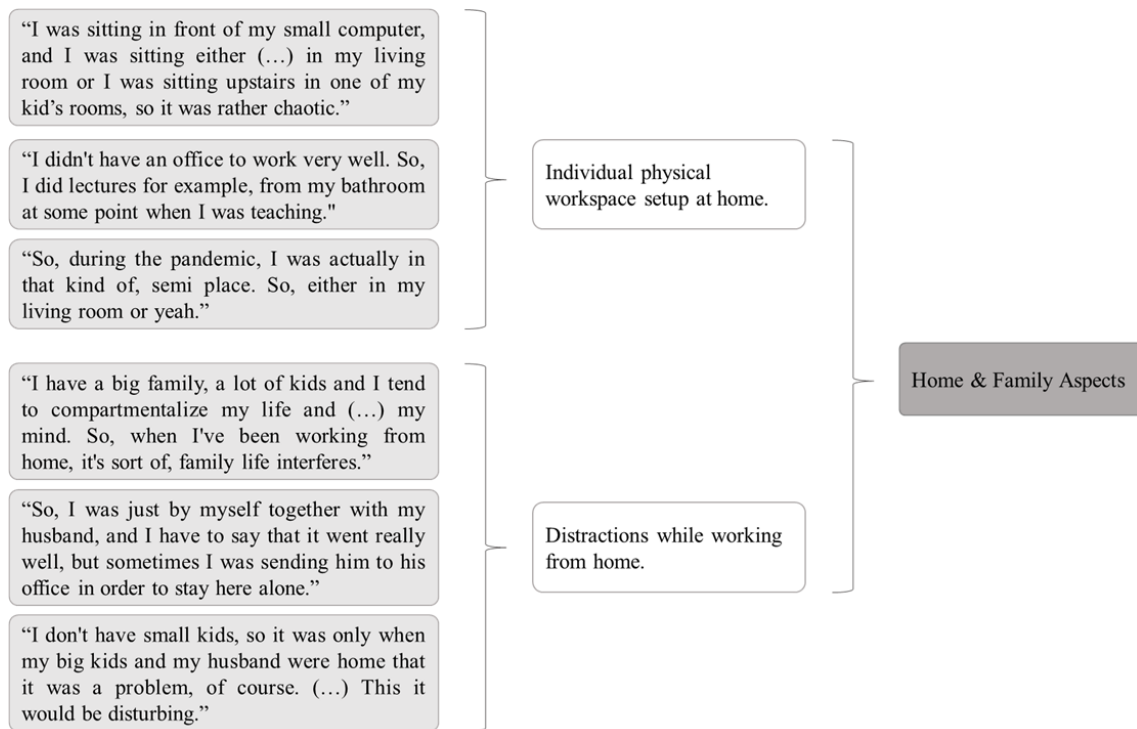 “I was sitting in front of my small computer,
and I was sitting either (…) in my living
room or I was sitting upstairs in one of my
kid’s rooms, so it was rather chaotic.”
“I didn't have an office to work very well. So,
I did lectures for example, from my bathroom
at some point when I was teaching."
“So, during the pandemic, I was actually in
that kind of, semi place. So, either in my
living room or yeah.”
Individual physical
workspace setup at home.
“I have a big family, a lot of kids and I tend
to compartmentalize my life and (…) my
mind. So, when I've been working from
home, it's sort of, family life interferes.”
“So, I was just by myself together with my
husband, and I have to say that it went really
well, but sometimes I was sending him to his
office in order to stay here alone.”
“I don't have small kids, so it was only when
my big kids and my husband were home that
it was a problem, of course. (…) This it
would be disturbing.”
Distractions while working
from home.
Home & Family Aspects